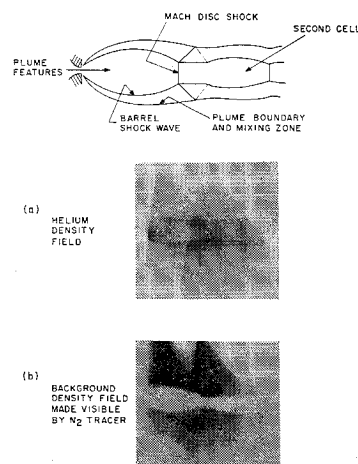 MACH DISC SHOCK
SECOND CELL
PLUME
FEATURES
BARREL
SHOCK WAVE
PLUME BOUNDARY
AND MIXING ZONE
(a)
HELIUM
DENSITY
FIELD
(b)
BACKGROUND
DENSITY FIELD
MADE VISIBLE
BY N2 TRACER